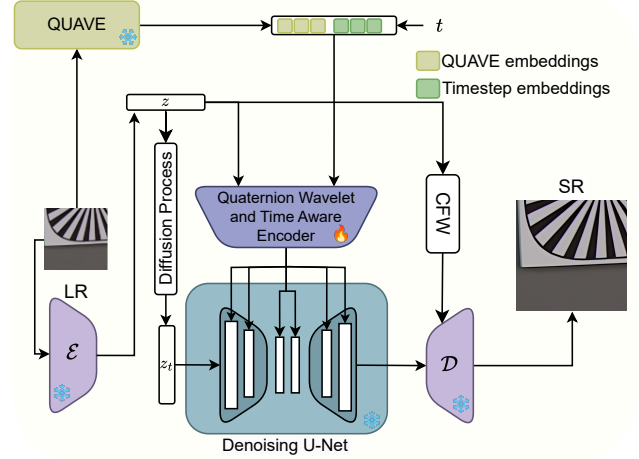 QUAVE
t
QUAVE embeddings
Timestep embeddings
z
Diffusion Process
Quaternion Wavelet
and Time Aware
Encoder
CFW
SR
LR
ℰ
z_t
𝒟
Denoising U-Net